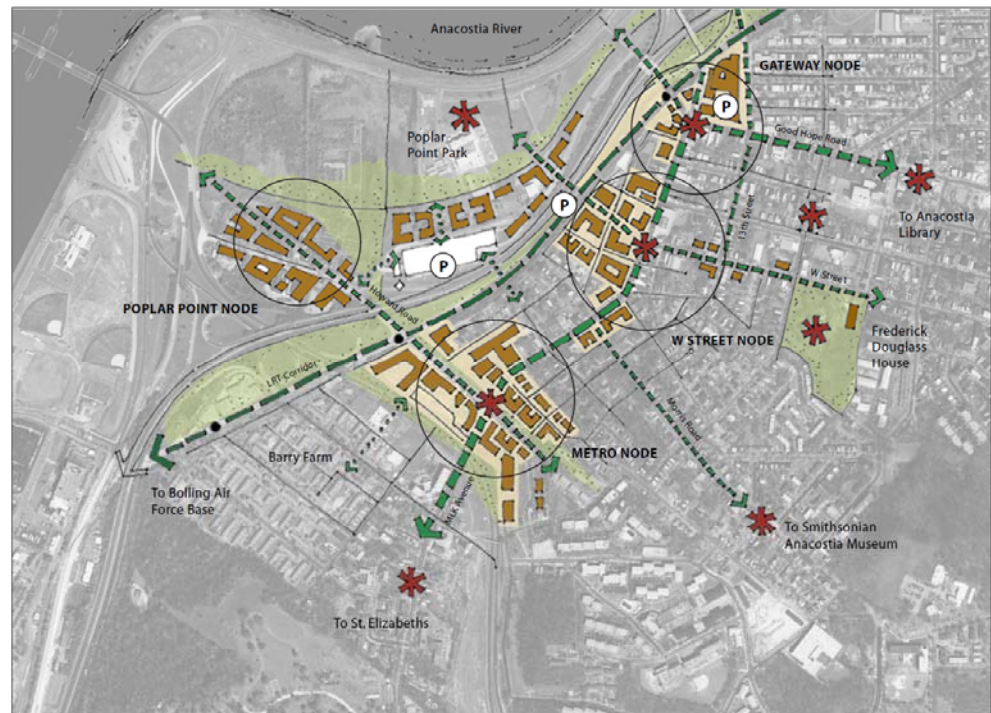 Anacostia River
GATEWAY NODE
P
Poplar
Point Park
Good Hope Road
To Anacostia
Library
13th Street
P
P
W Street
POPLAR POINT NODE
Howard Road
W STREET NODE
Frederick
Douglass
House
LRT Corridor
Morris Road
METRO NODE
Barry Farm
To Bolling Air
Force Base
MLK Avenue
To Smithsonian
Anacostia Museum
To St. Elizabeths